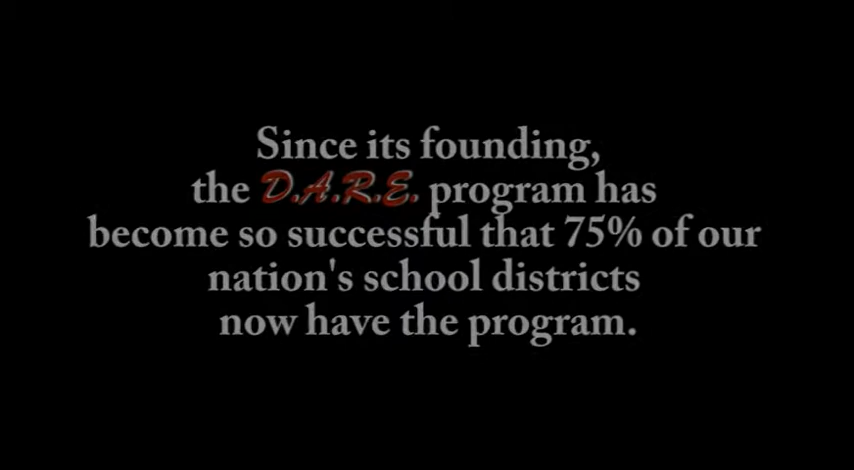 Since its founding,
the D.A.R.E. program has
become so successful that 75% of our
nation's school districts
now have the program.